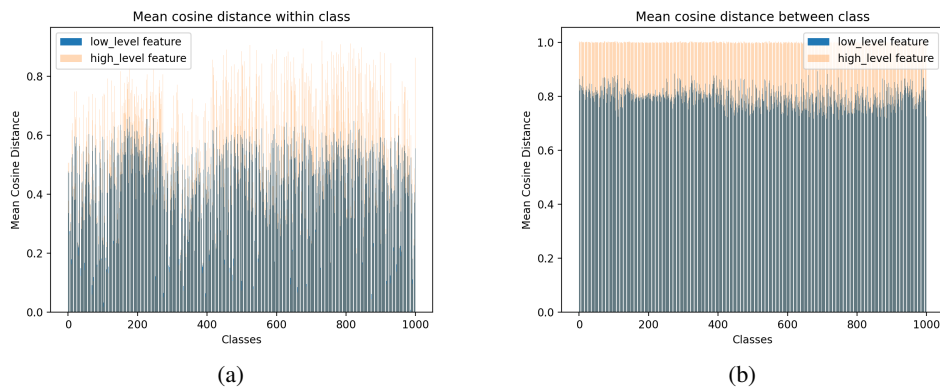 Mean cosine distance within class
low_level feature
high_level feature
Mean Cosine Distance
0.0
0.2
0.4
0.6
0.8
0
200
400
600
800
1000
Classes
(a)
Mean cosine distance between class
low_level feature
high_level feature
Mean Cosine Distance
0.0
0.2
0.4
0.6
0.8
1.0
0
200
400
600
800
1000
Classes
(b)